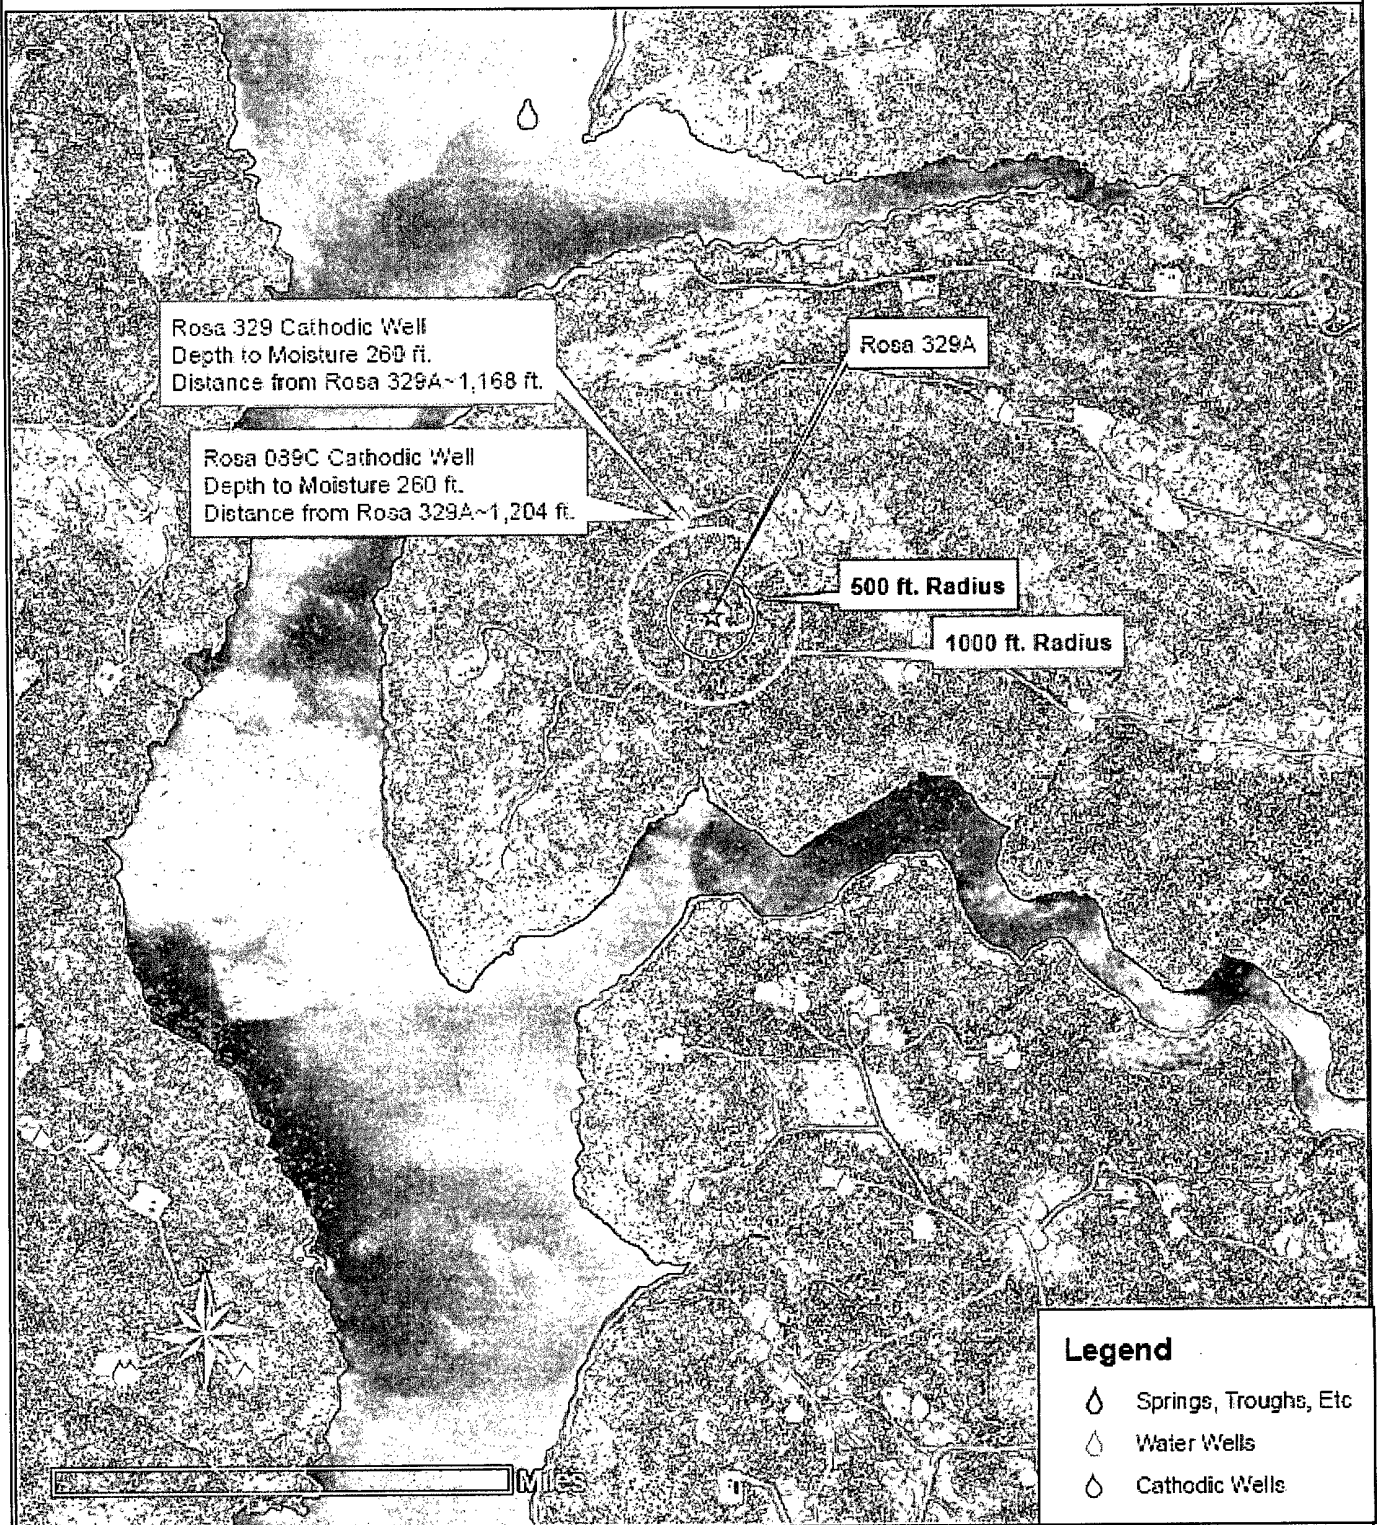 Rosa 329 Cathodic Well
Depth to Moisture 260 ft.
Distance from Rosa 329A~1,168 ft.
Rosa 329A
Rosa 089C Cathodic Well
Depth to Moisture 260 ft.
Distance from Rosa 329A~1,204 ft.
500 ft. Radius
1000 ft. Radius
N
Miles
Legend
Springs, Troughs, Etc
Water Wells
Cathodic Wells